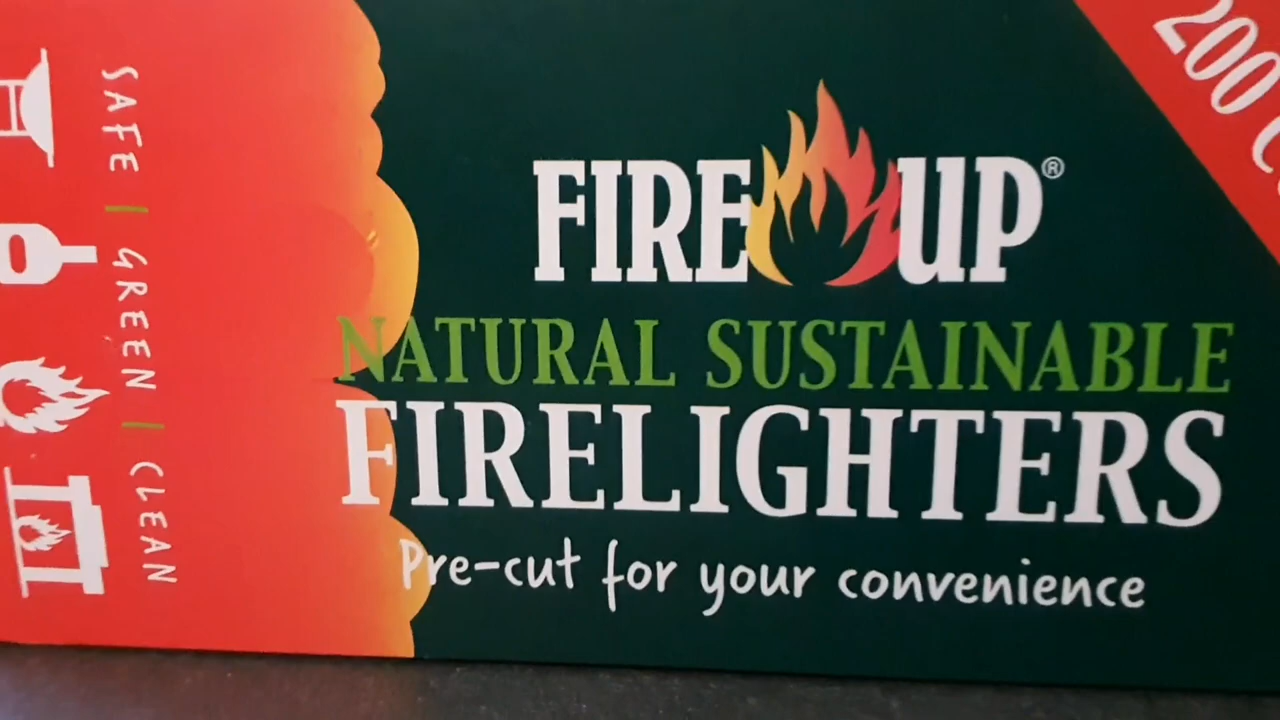 SAFE | GREEN | CLEAN
FIRE UP®
NATURAL SUSTAINABLE
FIRELIGHTERS
Pre-cut for your convenience
200